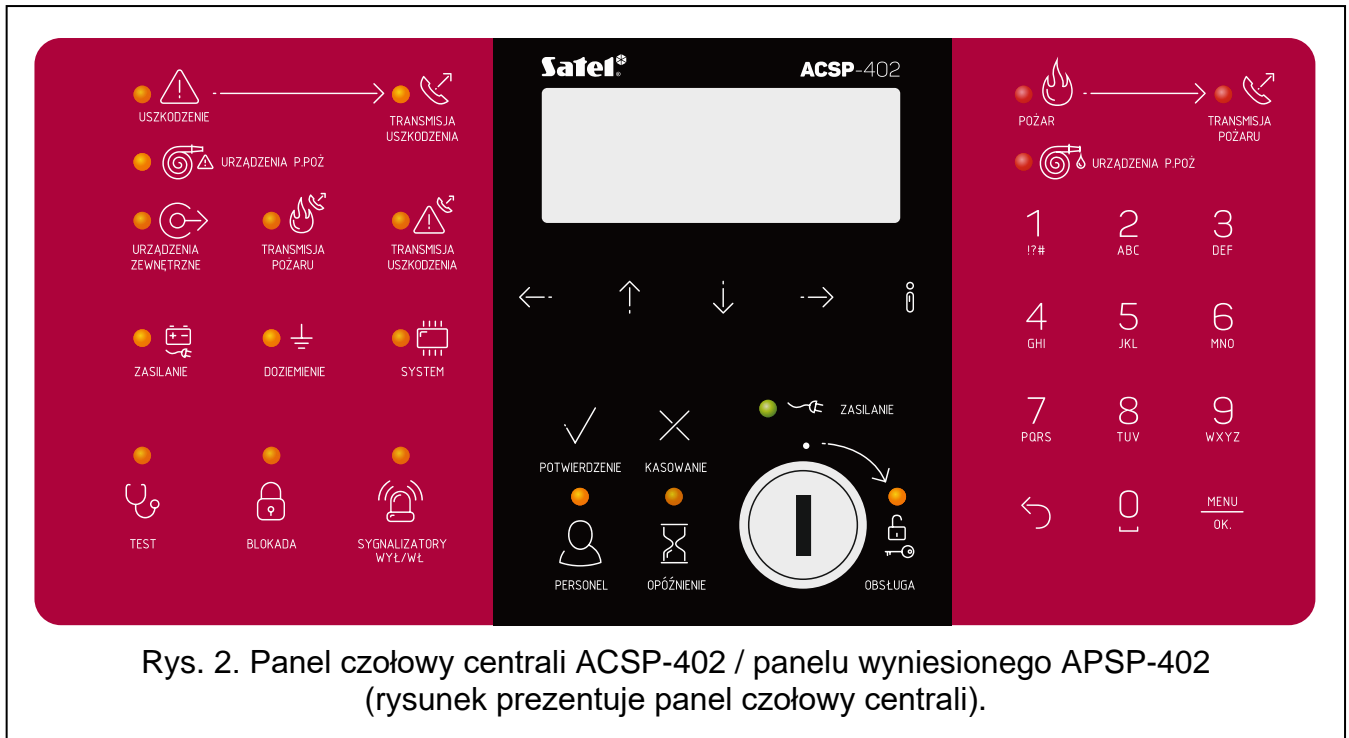 USZKODZENIE
TRANSMISJA
USZKODZENIA
URZĄDZENIA P.POŻ
URZĄDZENIA
ZEWNĘTRZNE
TRANSMISJA
POŻARU
TRANSMISJA
USZKODZENIA
ZASILANIE
DOZIEMIENIE
SYSTEM
TEST
BLOKADA
SYGNALIZATORY
WYŁ/WŁ
Satel®
ACSP-402
POTWIERDZENIE
KASOWANIE
ZASILANIE
PERSONEL
OPÓŹNIENIE
OBSŁUGA
POŻAR
TRANSMISJA
POŻARU
URZĄDZENIA P.POŻ
1 2 3
!?# ABC DEF
4 5 6
GHI JKL MNO
7 8 9
PQRS TUV WXYZ
0 MENU
OK.
Rys. 2. Panel czołowy centrali ACSP-402 / panelu wyniesionego APSP-402
(rysunek prezentuje panel czołowy centrali).